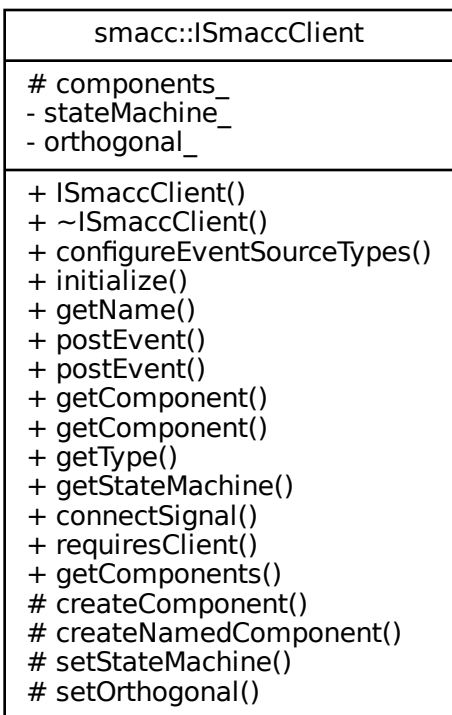 smacc::ISmaccClient
# components_
- stateMachine_
- orthogonal_
+ ISmaccClient()
+ ~ISmaccClient()
+ configureEventSourceTypes()
+ initialize()
+ getName()
+ postEvent()
+ postEvent()
+ getComponent()
+ getComponent()
+ getType()
+ getStateMachine()
+ connectSignal()
+ requiresClient()
+ getComponents()
# createComponent()
# createNamedComponent()
# setStateMachine()
# setOrthogonal()